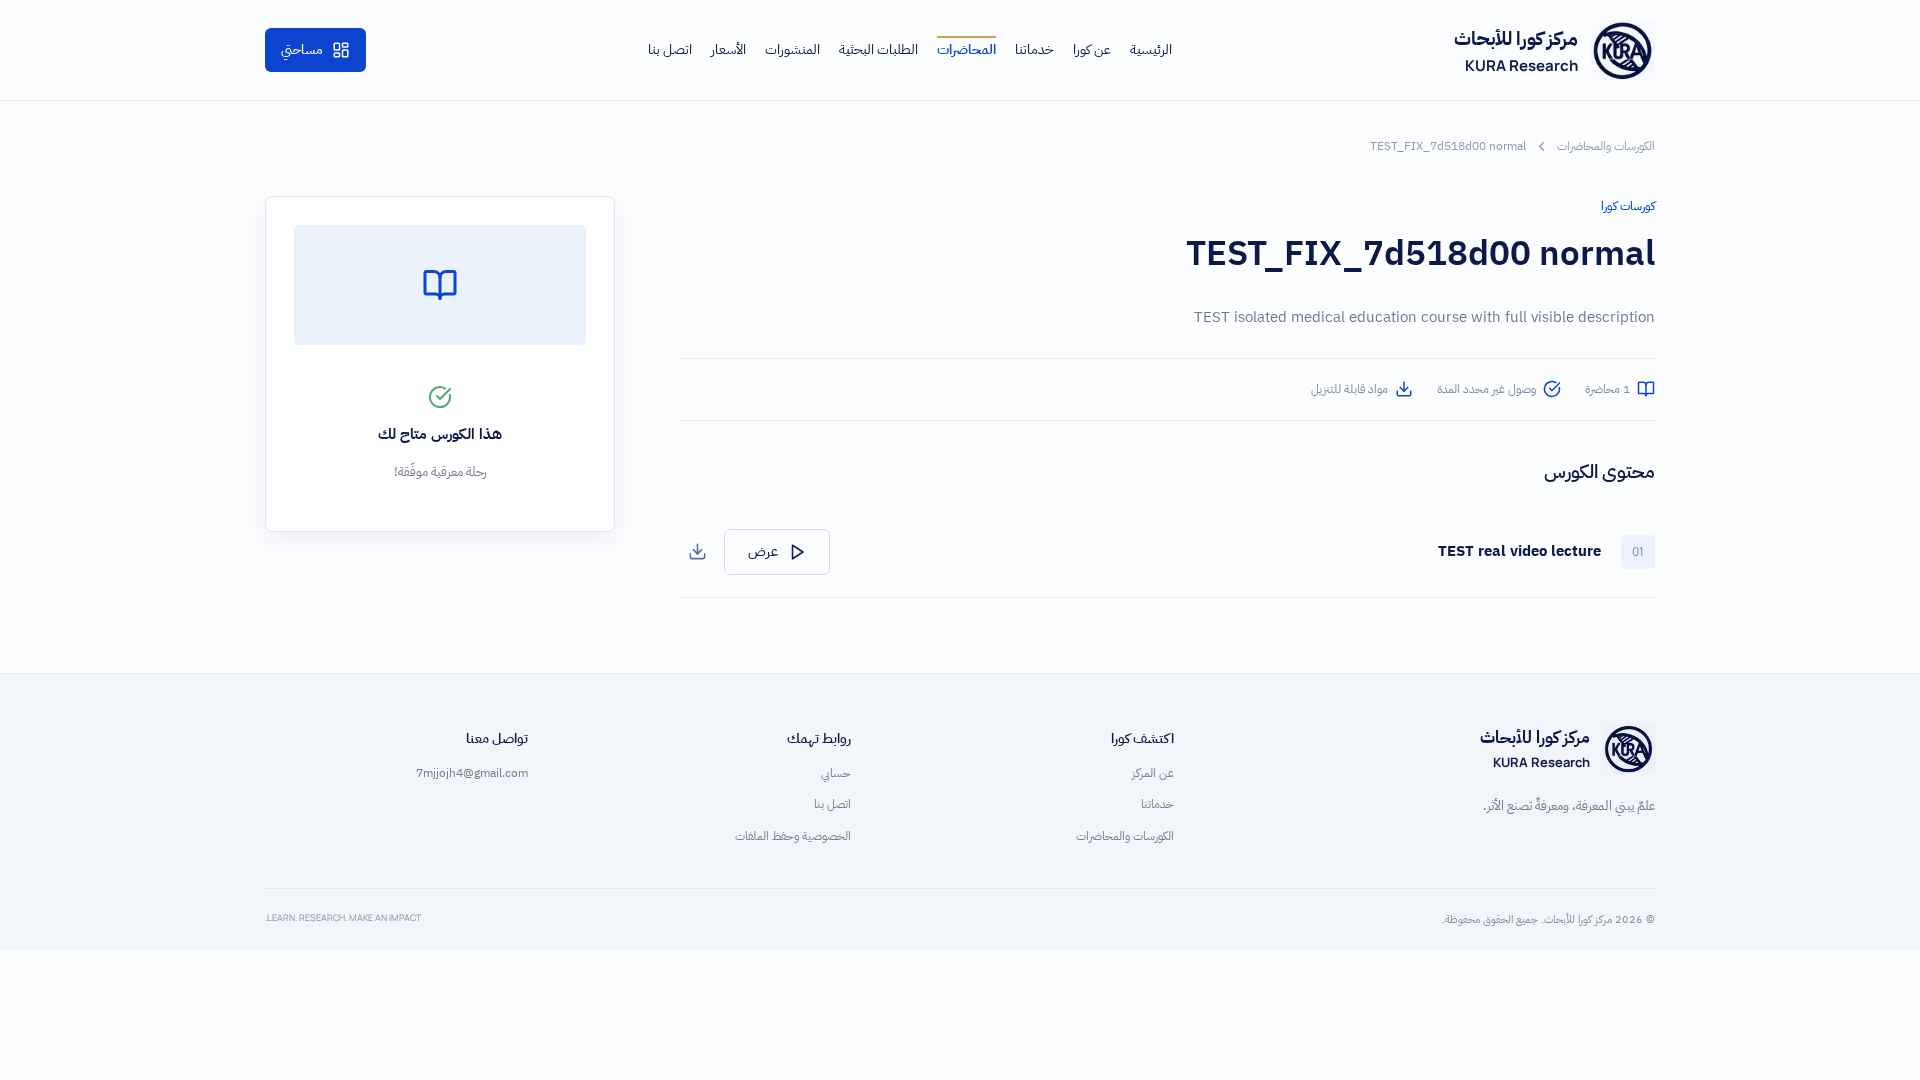 مركز كورا للأبحاث
KURA Research
الرئيسية
عن كورا
خدماتنا
المحاضرات
الطلبات البحثية
المنشورات
الأسعار
اتصل بنا
مساحتي
الكورسات والمحاضرات
TEST_FIX_7d518d00 normal
كورسات كورا
TEST_FIX_7d518d00 normal
TEST isolated medical education course with full visible description
1 محاضرة
وصول غير محدد المدة
مواد قابلة للتنزيل
محتوى الكورس
01
TEST real video lecture
عرض
هذا الكورس متاح لك
رحلة معرفية موفّقة!
مركز كورا للأبحاث
KURA Research
علمٌ يبني المعرفة، ومعرفةٌ تصنع الأثر.
اكتشف كورا
عن المركز
خدماتنا
الكورسات والمحاضرات
روابط تهمك
حسابي
اتصل بنا
الخصوصية وحفظ الملفات
تواصل معنا
7mjjojh4@gmail.com
© 2026 مركز كورا للأبحاث. جميع الحقوق محفوظة.
LEARN. RESEARCH. MAKE AN IMPACT.